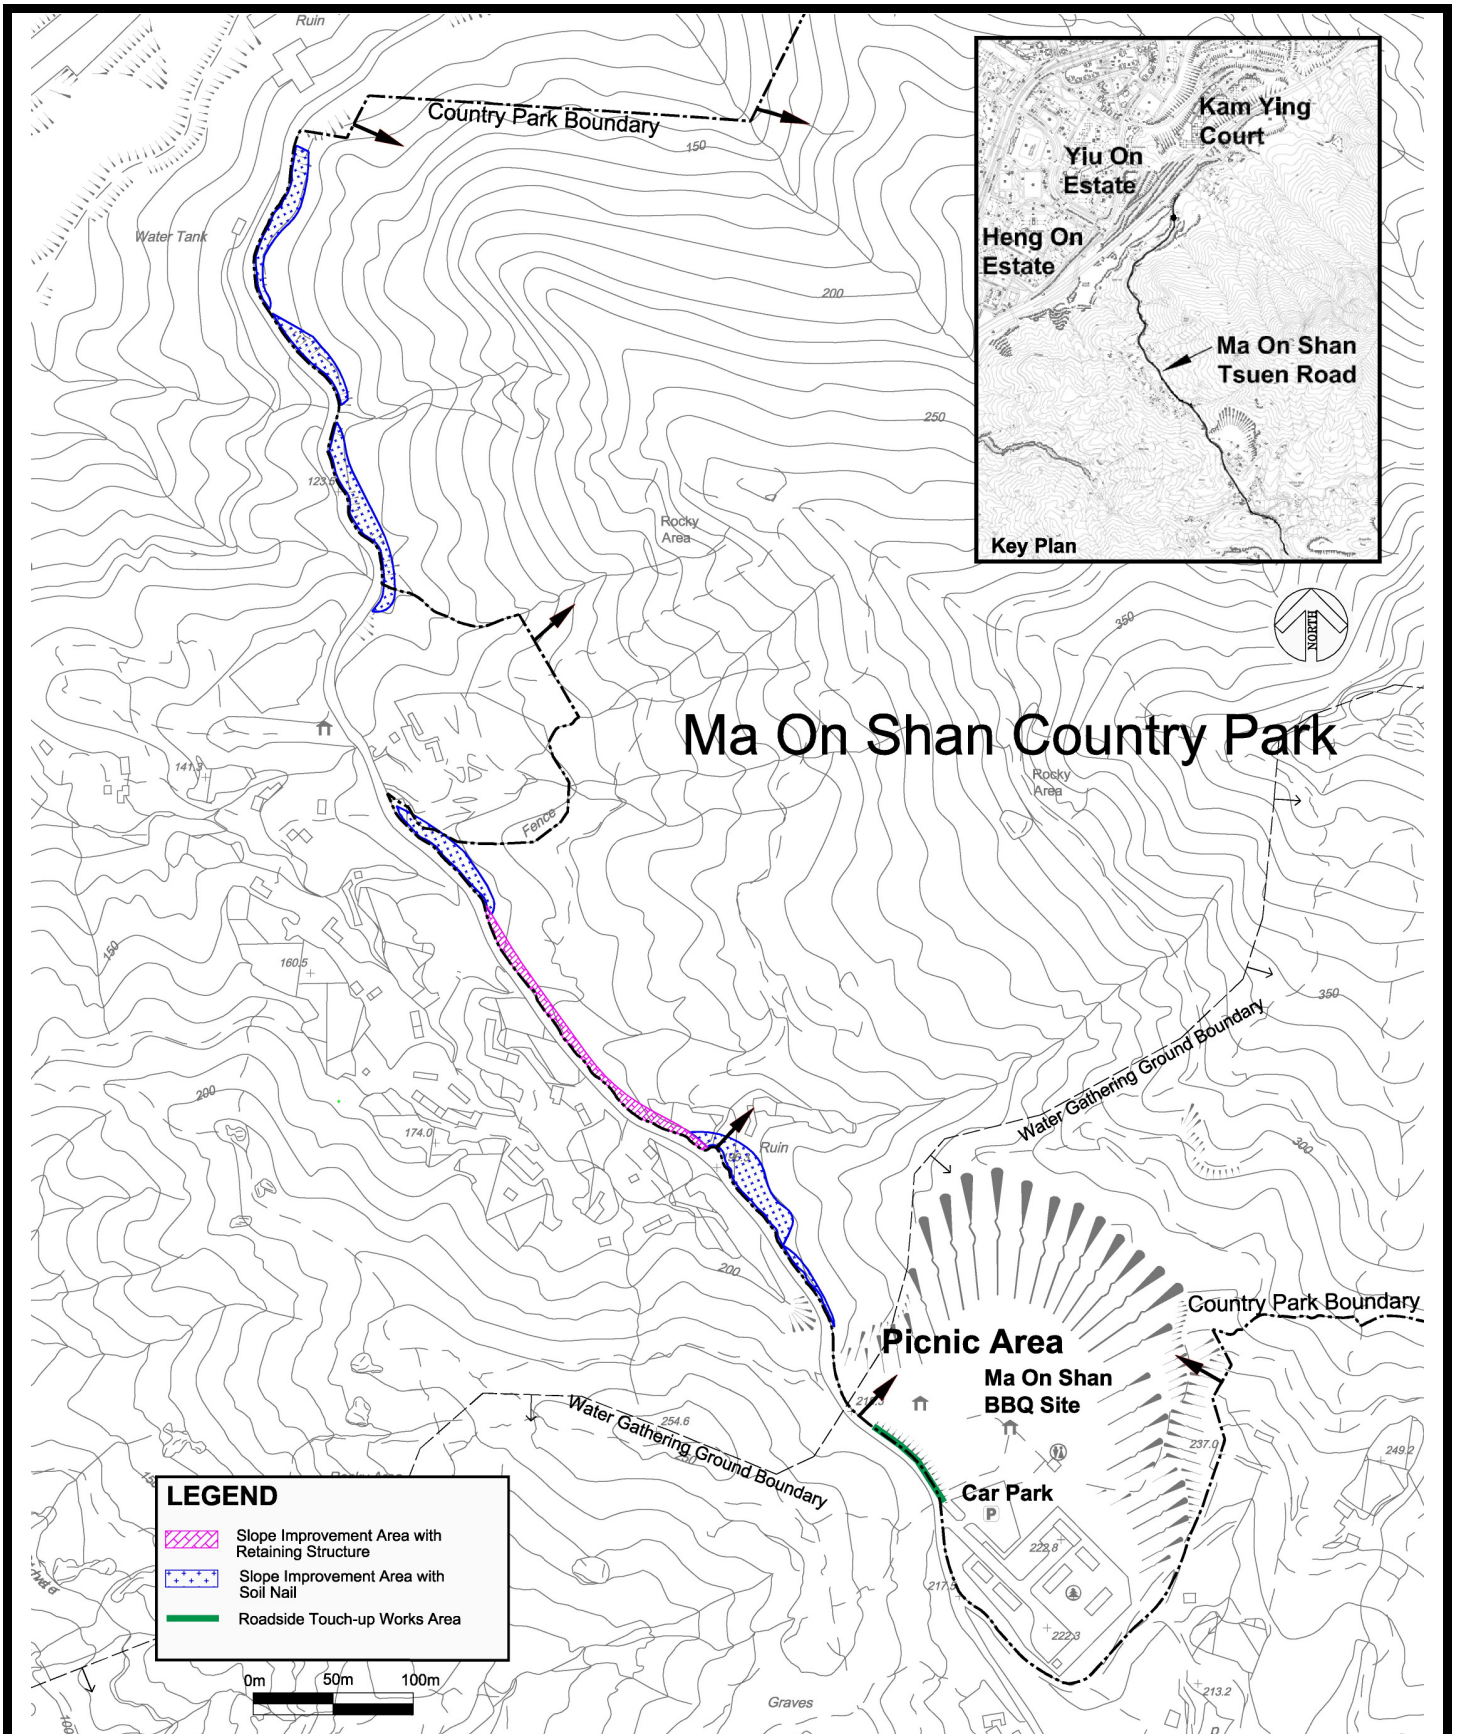 Ruin
Country Park Boundary
150
Water Tank
200
250
123.5
Rocky
Area
Kam Ying
Court
Yiu On
Estate
Heng On
Estate
Ma On Shan
Tsuen Road
Key Plan
350
NORTH
Ma On Shan Country Park
141.3
Rocky
Area
Fence
150
160.5
350
Water Gathering Ground Boundary
200
174.0
Ruin
300
200
Country Park Boundary
Picnic Area
Ma On Shan
BBQ Site
Water Gathering Ground Boundary
254.6
237.0
249.2
Car Park
P
222.8
217.5
222.3
213.2
Graves
LEGEND
Slope Improvement Area with
Retaining Structure
Slope Improvement Area with
Soil Nail
Roadside Touch-up Works Area
0m 50m 100m